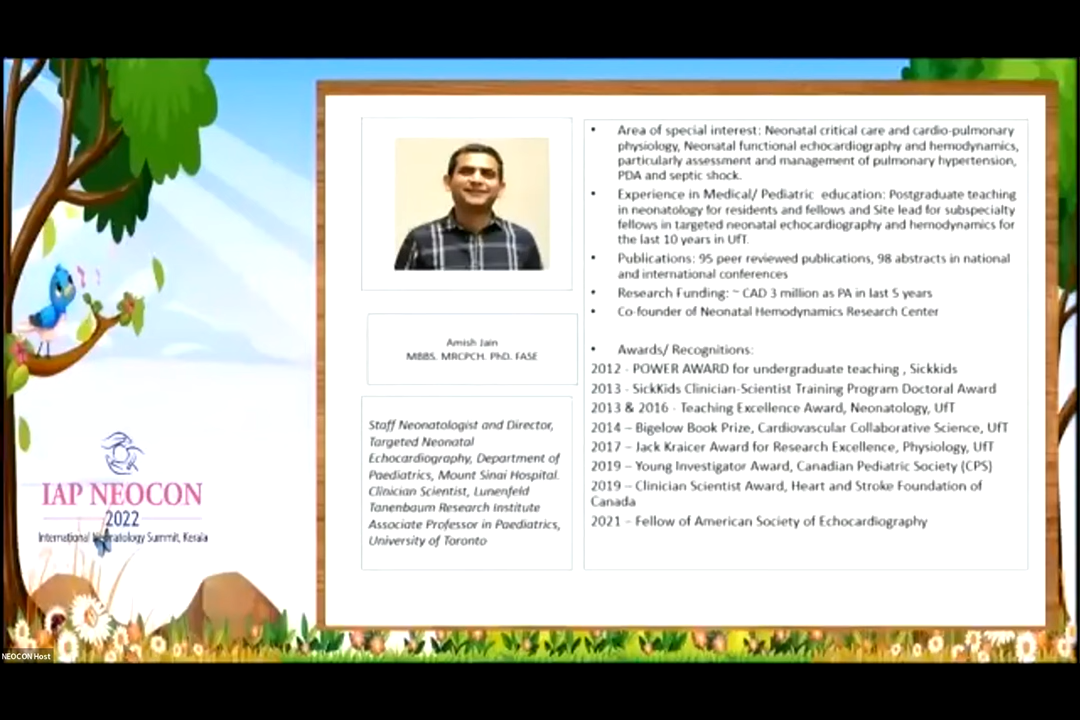 • Area of special interest: Neonatal critical care and cardio-pulmonary
physiology, Neonatal functional echocardiography and hemodynamics,
particularly assessment and management of pulmonary hypertension,
PDA and septic shock.
• Experience in Medical/ Pediatric education: Postgraduate teaching
in neonatology for residents and fellows and Site lead for subspecialty
fellows in targeted neonatal echocardiography and hemodynamics for
the last 10 years in UfT.
• Publications: 95 peer reviewed publications, 98 abstracts in national
and international conferences
• Research Funding: ~ CAD 3 million as PA in last 5 years
• Co-founder of Neonatal Hemodynamics Research Center
• Awards/ Recognitions:
2012 - POWER AWARD for undergraduate teaching , Sickkids
2013 - SickKids Clinician-Scientist Training Program Doctoral Award
2013 & 2016 - Teaching Excellence Award, Neonatology, UfT
2014 – Bigelow Book Prize, Cardiovascular Collaborative Science, UfT
2017 – Jack Kraicer Award for Research Excellence, Physiology, UfT
2019 – Young Investigator Award, Canadian Pediatric Society (CPS)
2019 – Clinician Scientist Award, Heart and Stroke Foundation of
Canada
2021 – Fellow of American Society of Echocardiography
Amish Jain
MBBS, MRCPCH, PhD, FASE
Staff Neonatologist and Director,
Targeted Neonatal
Echocardiography, Department of
Paediatrics, Mount Sinai Hospital.
Clinician Scientist, Lunenfeld
Tanenbaum Research Institute
Associate Professor in Paediatrics,
University of Toronto
IAP NEOCON
2022
International Neonatology Summit, Kerala
NEOCON Host